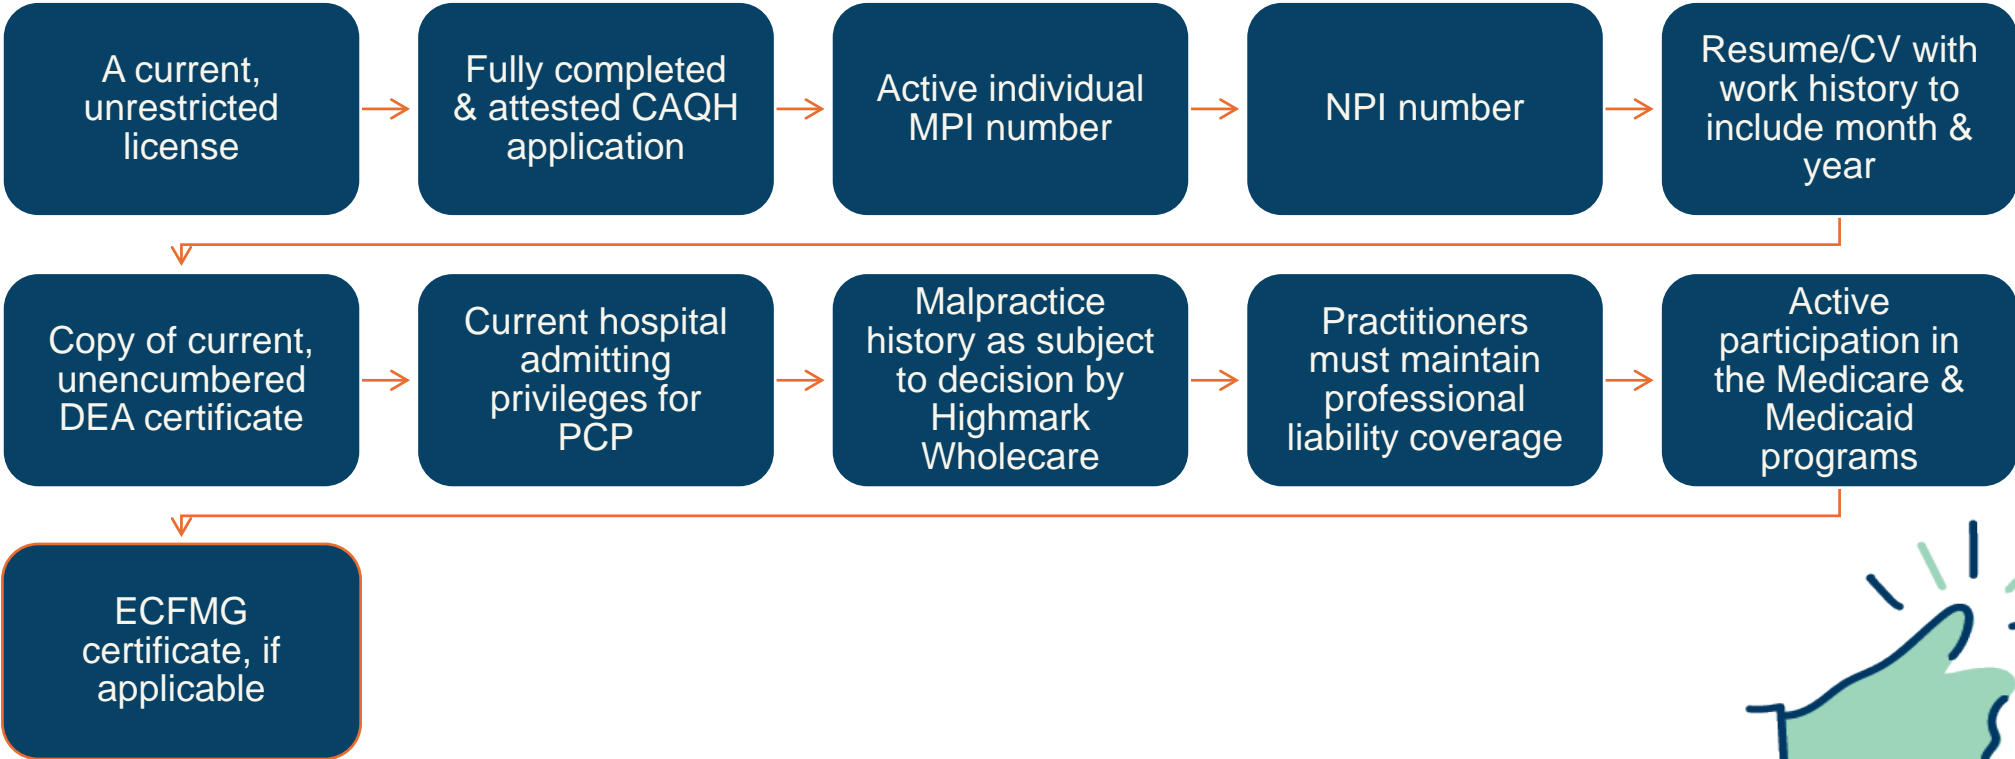 A current,
unrestricted
license
Fully completed
& attested CAQH
application
Active individual
MPI number
NPI number
Resume/CV with
work history to
include month &
year
Copy of current,
unencumbered
DEA certificate
Current hospital
admitting
privileges for
PCP
Malpractice
history as subject
to decision by
Highmark
Wholecare
Practitioners
must maintain
professional
liability coverage
Active
participation in
the Medicare &
Medicaid
programs
ECFMG
certificate, if
applicable